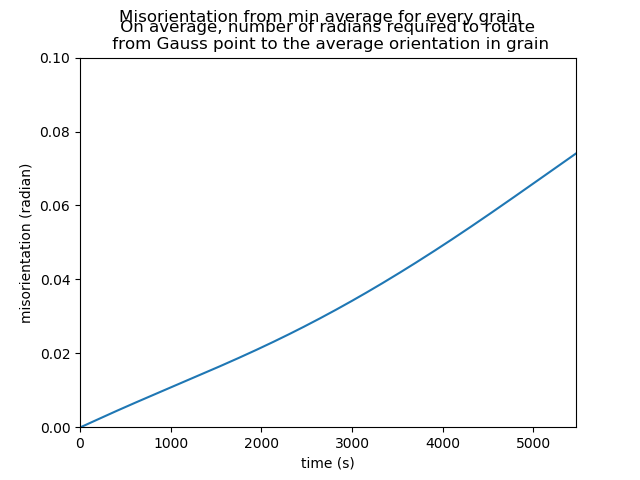 Misorientation from min average for every grain
On average, number of radians required to rotate
from Gauss point to the average orientation in grain
0.10
0.08
0.06
0.04
0.02
0.00
misorientation (radian)
0 1000 2000 3000 4000 5000
time (s)